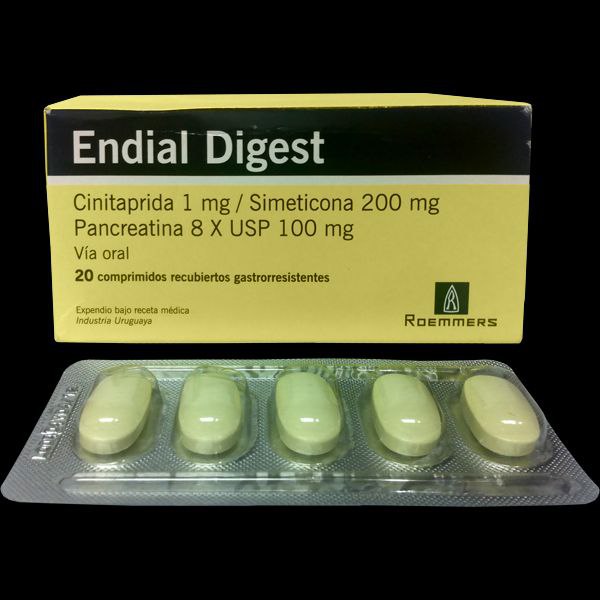 Endial Digest
Cinitaprida 1 mg / Simeticona 200 mg
Pancreatina 8 X USP 100 mg
Vía oral
20 comprimidos recubiertos gastrorresistentes
Expendio bajo receta médica
Industria Uruguaya
ROEMMERS